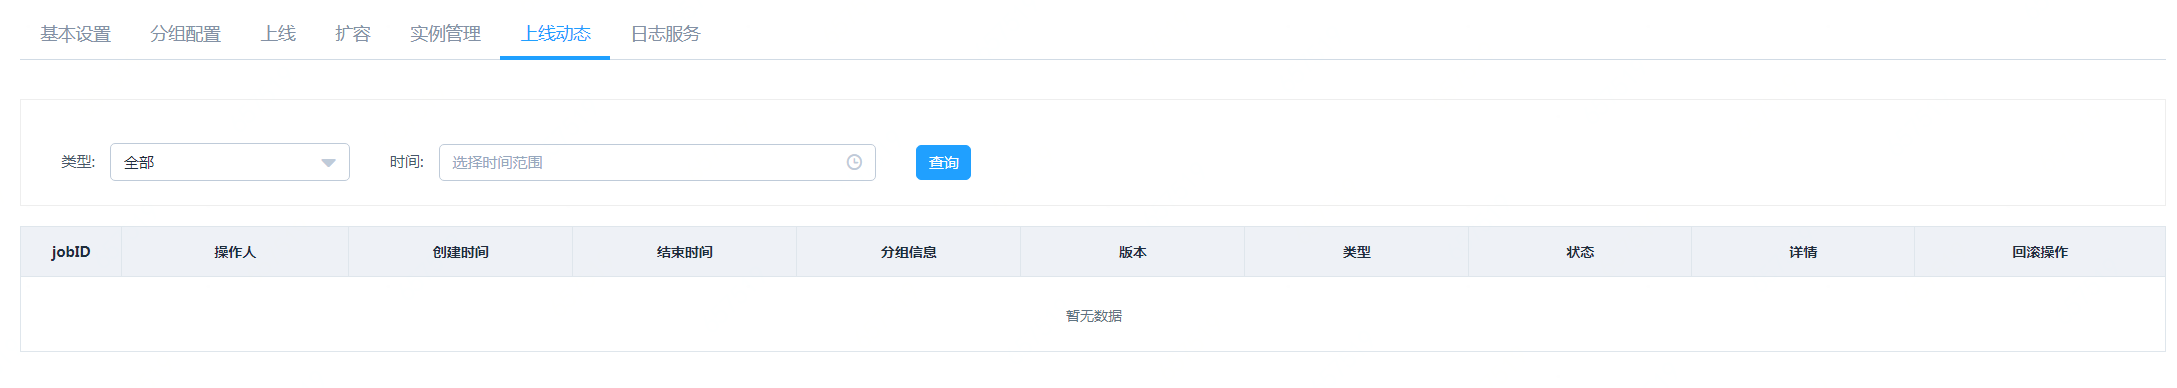 基本设置 分组配置 上线 扩容 实例管理 上线动态 日志服务
类型: 全部 时间: 选择时间范围 查询
jobID 操作人 创建时间 结束时间 分组信息 版本 类型 状态 详情 回滚操作
暂无数据